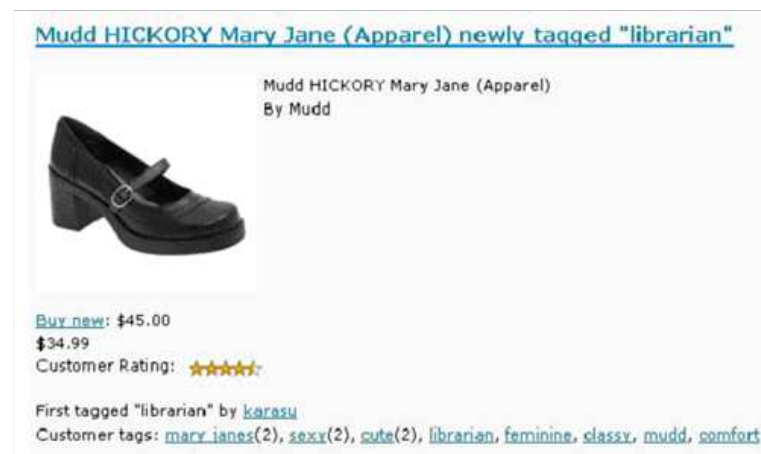 Mudd HICKORY Mary Jane (Apparel) newly tagged "librarian"
Mudd HICKORY Mary Jane (Apparel)
By Mudd
Buy new: $45.00
$34.99
Customer Rating:
First tagged "librarian" by karasu
Customer tags: mary janes(2), sexy(2), cute(2), librarian, feminine, classy, mudd, comfort